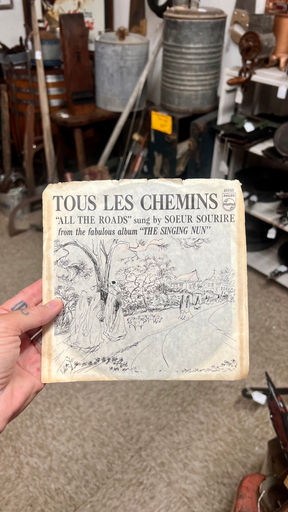 TOUS LES CHEMINS
"ALL THE ROADS" sung by SOEUR SOURIRE
from the fabulous album "THE SINGING NUN"